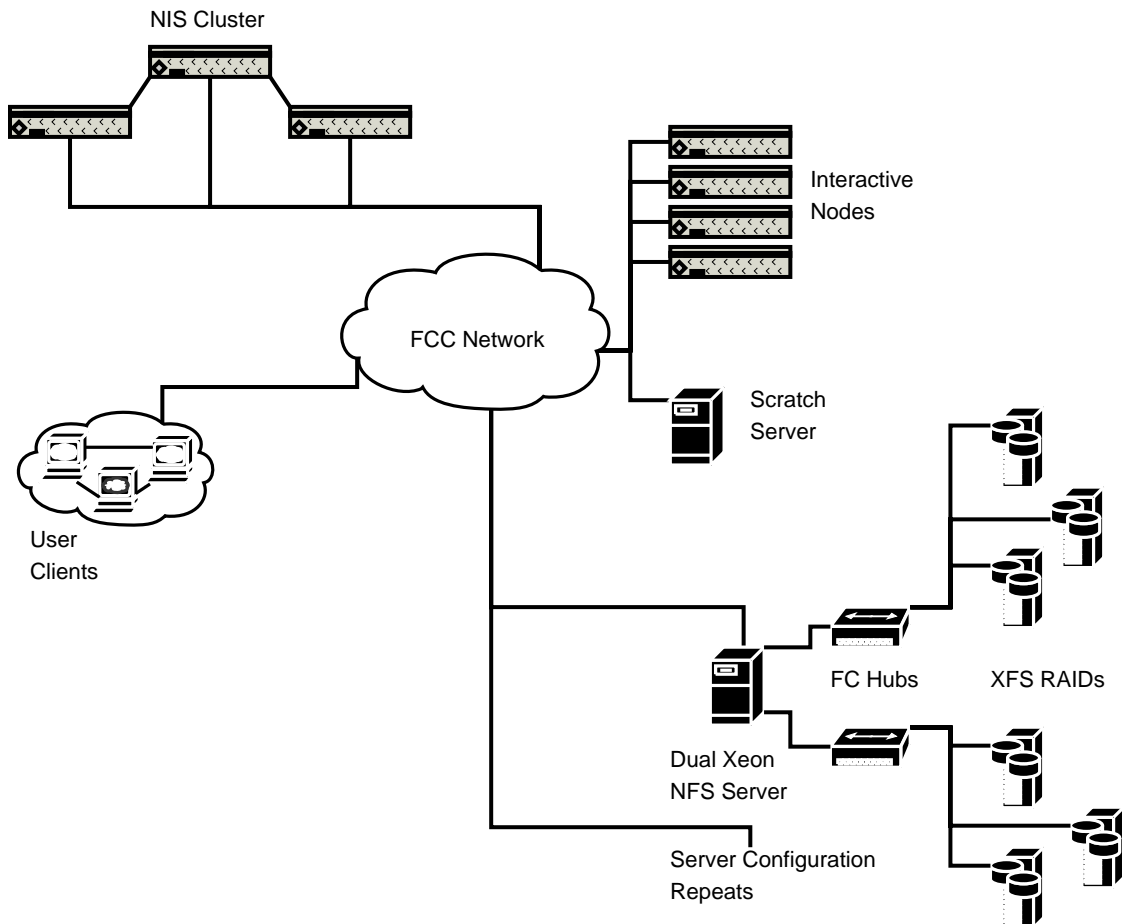 NIS Cluster
Interactive
Nodes
FCC Network
Scratch
Server
User
Clients
FC Hubs
XFS RAIDs
Dual Xeon
NFS Server
Server Configuration
Repeats